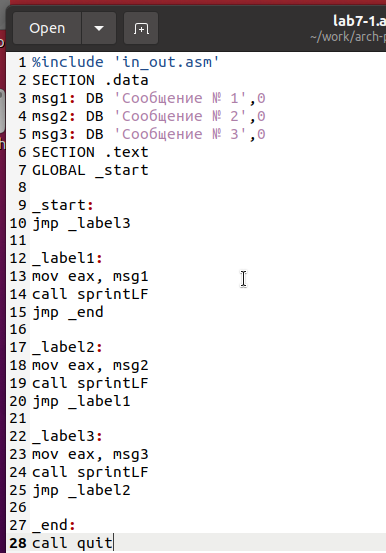 Open
lab7-1.a
~/work/arch-p
1 %include 'in_out.asm'
2 SECTION .data
3 msg1: DB 'Сообщение № 1',0
4 msg2: DB 'Сообщение № 2',0
5 msg3: DB 'Сообщение № 3',0
6 SECTION .text
7 GLOBAL _start
8
9 _start:
10 jmp _label3
11
12 _label1:
13 mov eax, msg1
14 call sprintLF
15 jmp _end
16
17 _label2:
18 mov eax, msg2
19 call sprintLF
20 jmp _label1
21
22 _label3:
23 mov eax, msg3
24 call sprintLF
25 jmp _label2
26
27 _end:
28 call quit